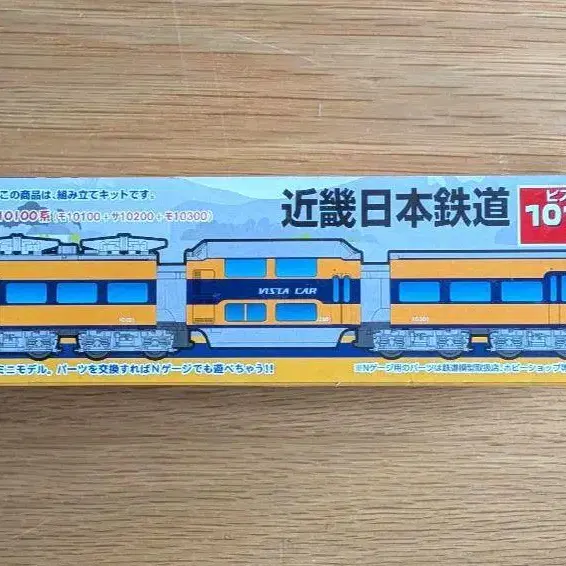 この商品は、組み立てキットです。
10100系(モ10100+サ10200+モ10300)
近畿日本鉄道
ビス
101
VISTA CAR
10301
ミニモデル。パーツを交換すればNゲージでも遊べちゃう!!
※Nゲージ用のパーツは鉄道模型取扱店、ホビーショップ等